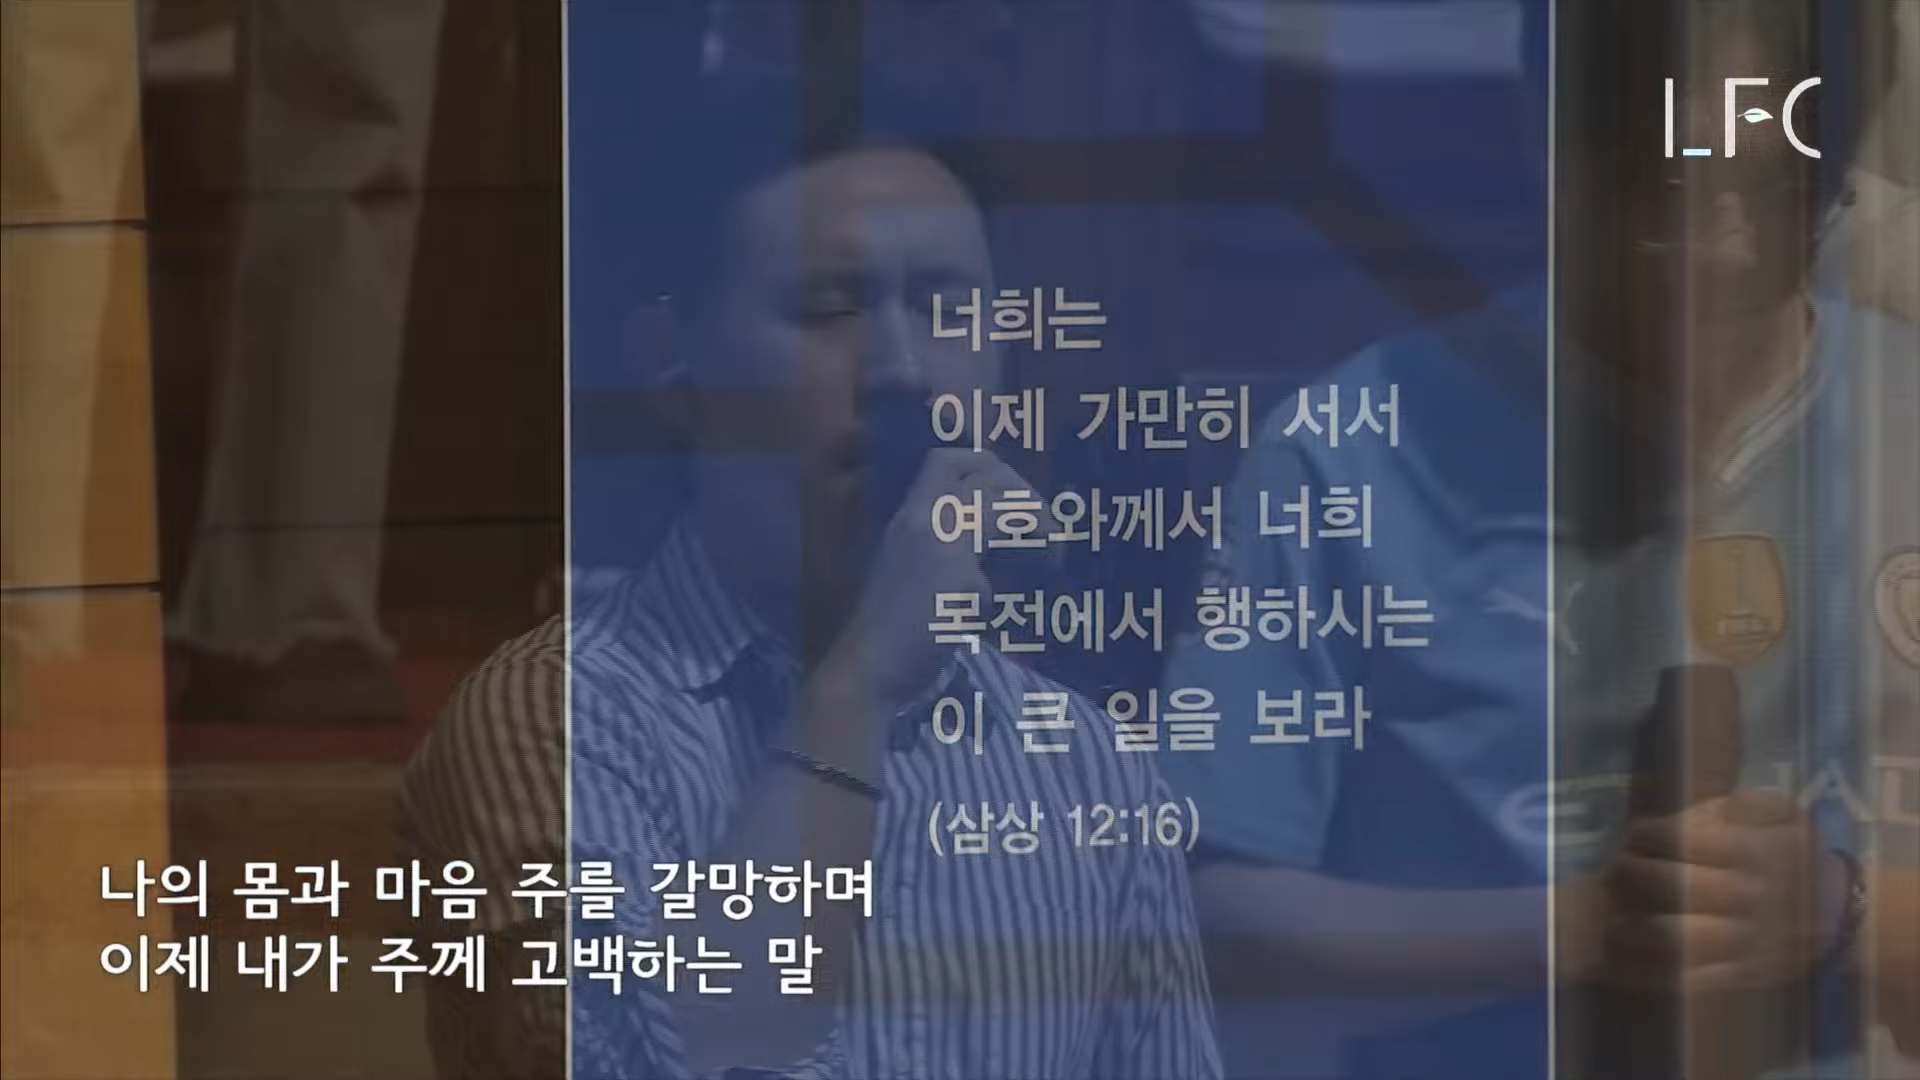 LFC
너희는
이제 가만히 서서
여호와께서 너희
목전에서 행하시는
이 큰 일을 보라
(삼상 12:16)
나의 몸과 마음 주를 갈망하며
이제 내가 주께 고백하는 말